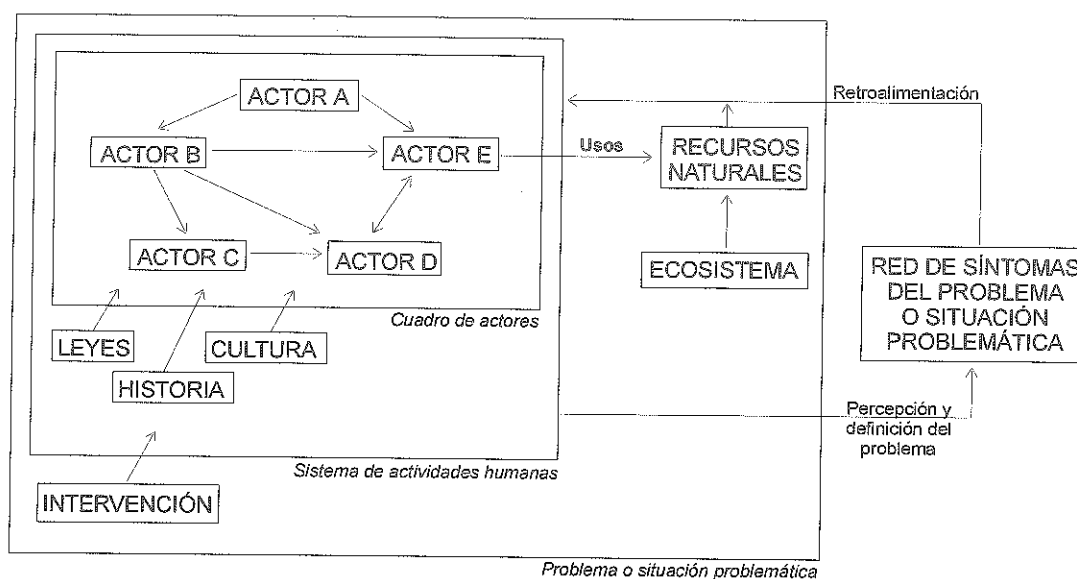 ACTOR A
Retroalimentación
ACTOR B
ACTOR E
Usos
RECURSOS
NATURALES
ACTOR C
ACTOR D
ECOSISTEMA
RED DE SÍNTOMAS
DEL PROBLEMA
O SITUACIÓN
PROBLEMÁTICA
Cuadro de actores
LEYES
CULTURA
HISTORIA
Percepción y
definición del
problema
Sistema de actividades humanas
INTERVENCIÓN
Problema o situación problemática